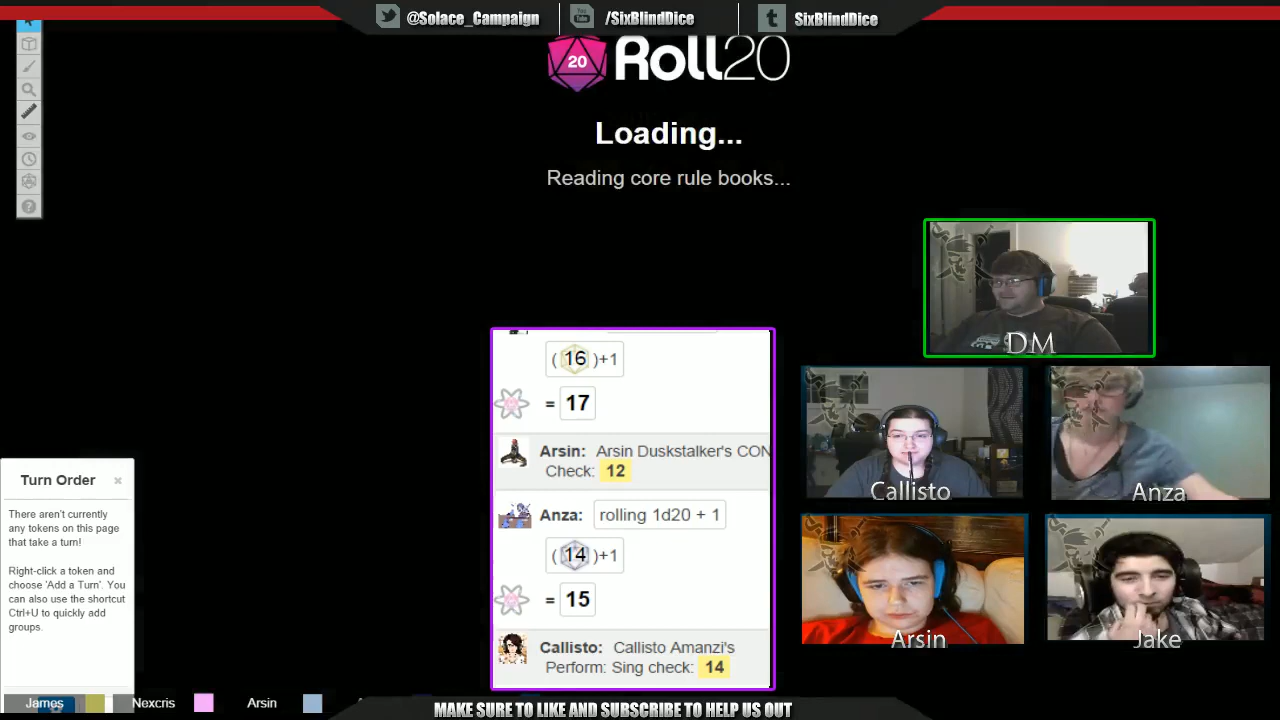 @Solace_Campaign
You Tube
/SixBlindDice
t
SixBlindDice
20
Roll20
Loading...
Reading core rule books...
DM
(16)+1
= 17
Arsin: Arsin Duskstalker's CON
Check: 12
Anza: rolling 1d20 + 1
(14)+1
= 15
Callisto: Callisto Amanzi's
Perform: Sing check: 14
Callisto
Anza
Arsin
Jake
Turn Order ×
There aren't currently
any tokens on this page
that take a turn!
Right-click a token and
choose 'Add a Turn'. You
can also use the shortcut
Ctrl+U to quickly add
groups.
James
Nexcris
Arsin
MAKE SURE TO LIKE AND SUBSCRIBE TO HELP US OUT